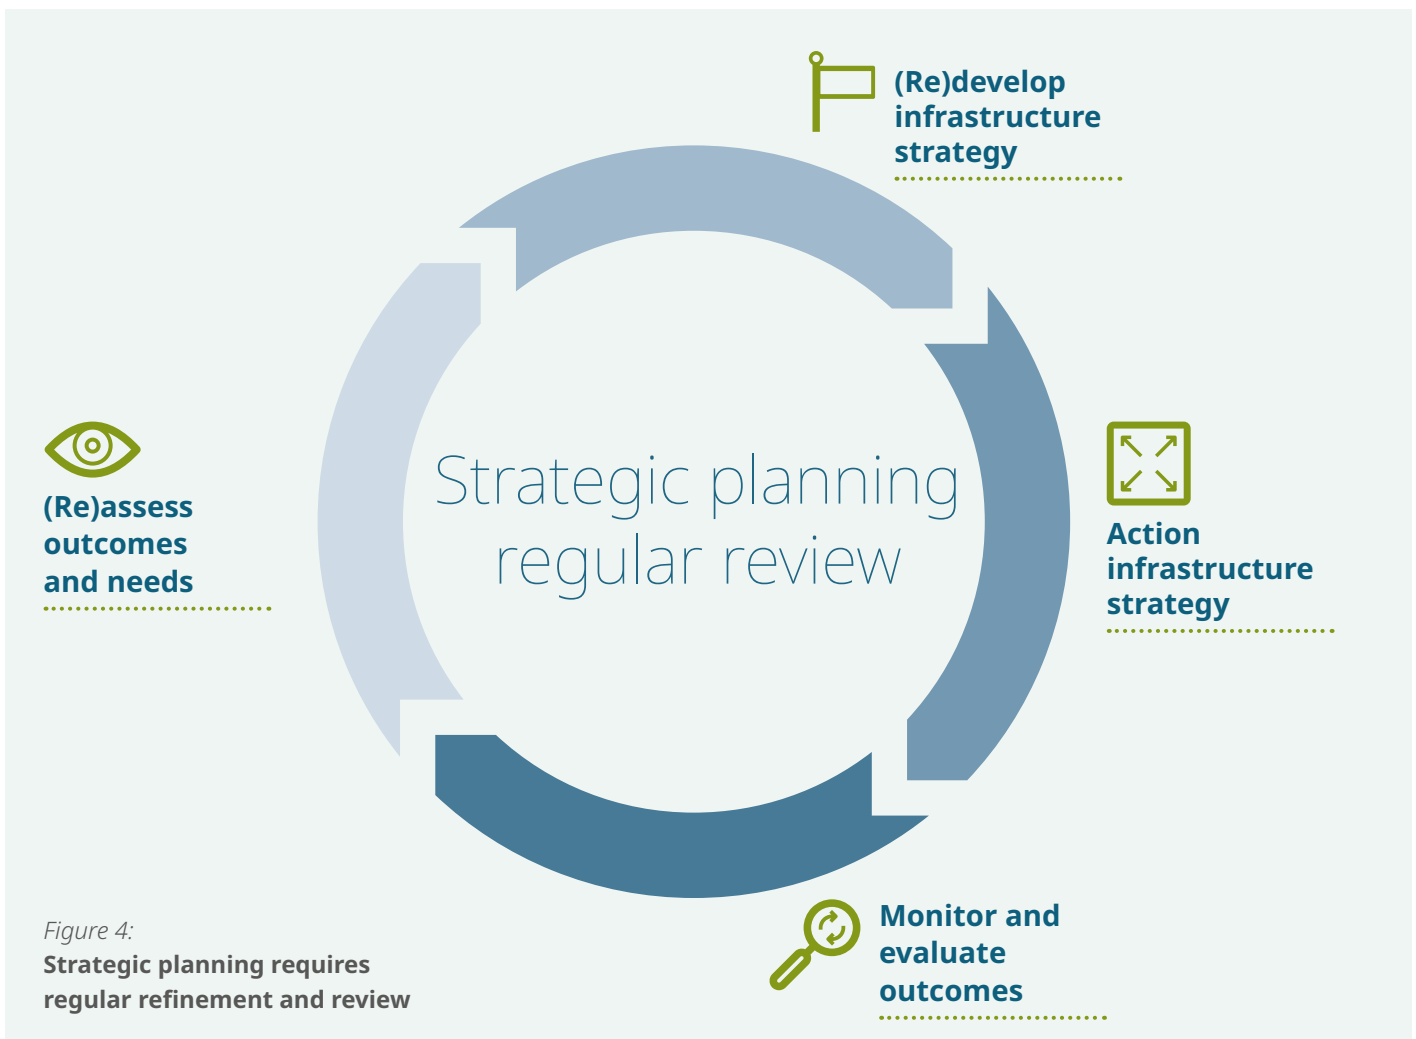 (Re)develop
infrastructure
strategy
Strategic planning
regular review
(Re)assess
outcomes
and needs
Action
infrastructure
strategy
Monitor and
evaluate
outcomes
Figure 4:
Strategic planning requires
regular refinement and review